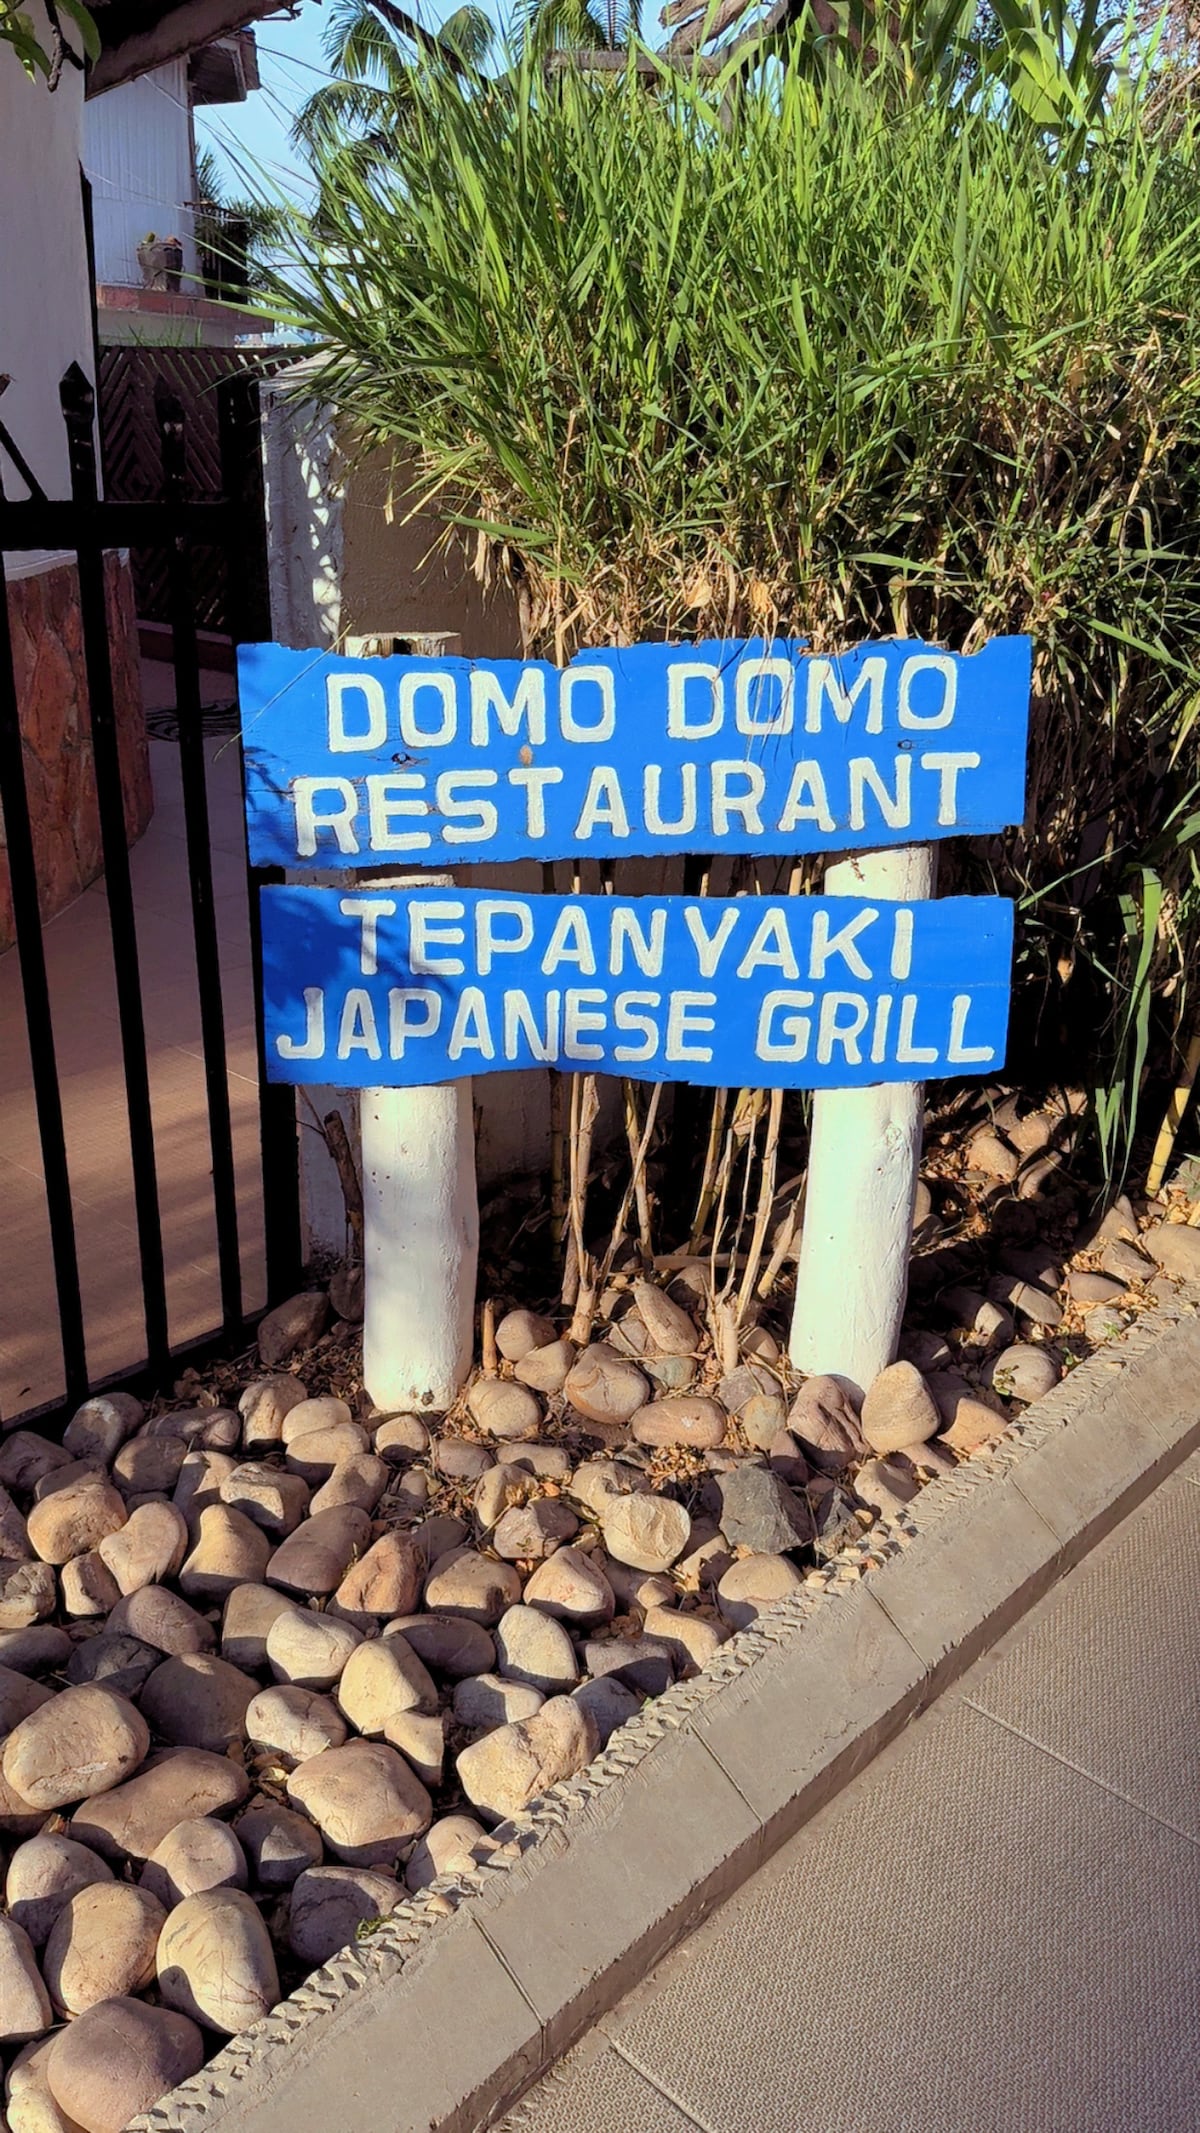 DOMO DOMO
RESTAURANT
TEPANYAKI
JAPANESE GRILL